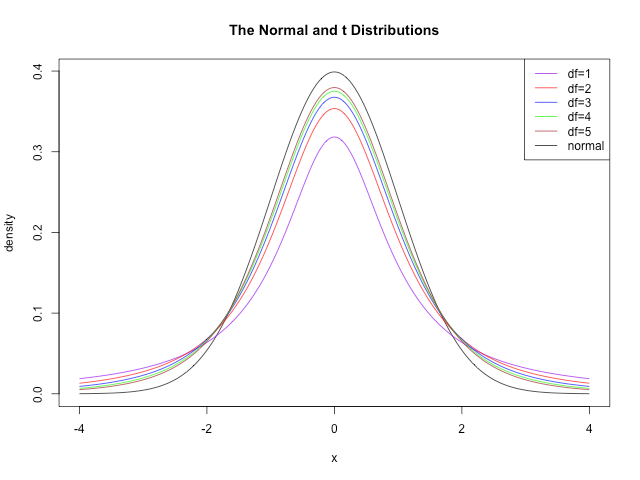 The Normal and t Distributions
density
0.4
0.3
0.2
0.1
0.0
df=1
df=2
df=3
df=4
df=5
normal
-4 -2 0 2 4
x